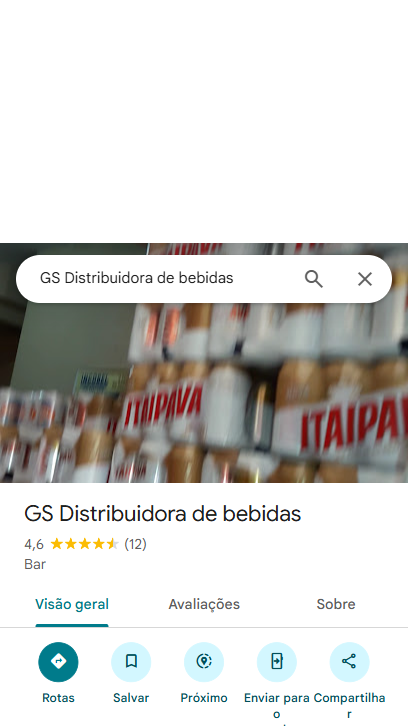 GS Distribuidora de bebidas
ITAIPAVA
ITAIPA
GS Distribuidora de bebidas
4,6 (12)
Bar
Visão geral Avaliações Sobre
Rotas Salvar Próximo Enviar para o Compartilhar